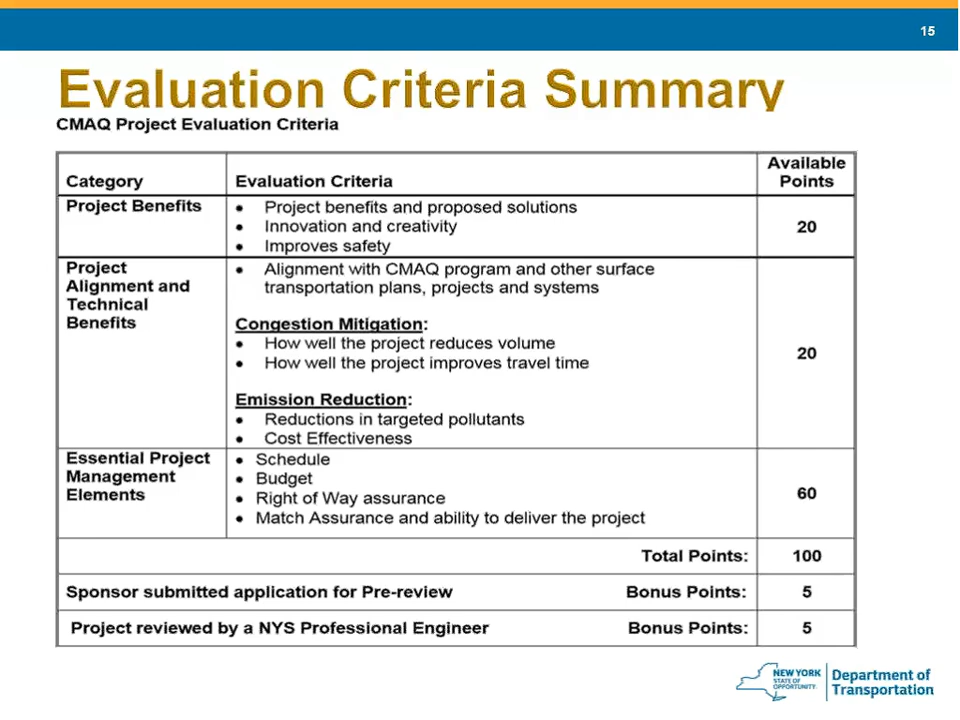 15
Evaluation Criteria Summary
CMAQ Project Evaluation Criteria
Category
Evaluation Criteria
Available
Points
Project Benefits
• Project benefits and proposed solutions
• Innovation and creativity
• Improves safety
20
Project
Alignment and
Technical
Benefits
• Alignment with CMAQ program and other surface
transportation plans, projects and systems
Congestion Mitigation:
• How well the project reduces volume
• How well the project improves travel time
Emission Reduction:
• Reductions in targeted pollutants
• Cost Effectiveness
20
Essential Project
Management
Elements
• Schedule
• Budget
• Right of Way assurance
• Match Assurance and ability to deliver the project
60
Total Points: 100
Sponsor submitted application for Pre-review Bonus Points: 5
Project reviewed by a NYS Professional Engineer Bonus Points: 5
NEW YORK
STATE OF
OPPORTUNITY.
Department of
Transportation